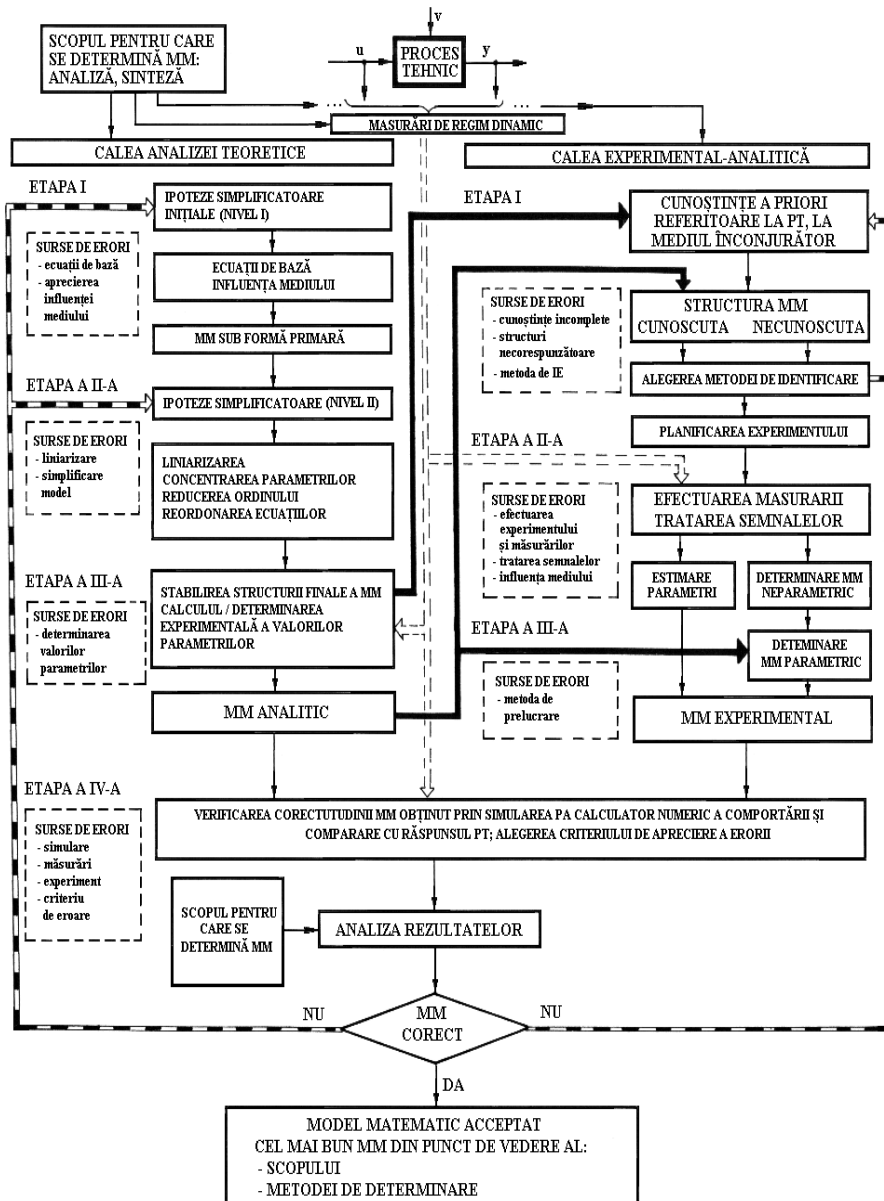 v
SCOPUL PENTRU CARE
SE DETERMINĂ MM:
ANALIZĂ, SINTEZĂ
u
PROCES
TEHNIC
y
...
...
MASURĂRI DE REGIM DINAMIC
CALEA ANALIZEI TEORETICE
CALEA EXPERIMENTAL-ANALITICĂ
ETAPA I
IPOTEZE SIMPLIFICATOARE
INIȚIALE (NIVEL I)
SURSE DE ERORI
- ecuații de bază
- aprecierea
influenței
mediului
ECUAȚII DE BAZĂ
INFLUENȚA MEDIULUI
MM SUB FORMĂ PRIMARĂ
ETAPA A II-A
IPOTEZE SIMPLIFICATOARE (NIVEL II)
SURSE DE ERORI
- liniarizare
- simplificare
model
LINIARIZAREA
CONCENTRAREA PARAMETRILOR
REDUCEREA ORDINULUI
REORDONAREA ECUAȚIILOR
ETAPA A III-A
SURSE DE ERORI
- determinarea
valorilor
parametrilor
STABILIREA STRUCTURII FINALE A MM
CALCULUL / DETERMINAREA
EXPERIMENTALĂ A VALORILOR
PARAMETRILOR
MM ANALITIC
ETAPA I
CUNOȘTINȚE A PRIORI
REFERITOARE LA PT, LA
MEDIUL ÎNCONJURĂTOR
SURSE DE ERORI
- cunoștințe incomplete
- structuri
necorespunzătoare
- metoda de IE
STRUCTURA MM
CUNOSCUTA NECUNOSCUTA
ALEGEREA METODEI DE IDENTIFICARE
PLANIFICAREA EXPERIMENTULUI
ETAPA A II-A
SURSE DE ERORI
- efectuarea
experimentului
și măsurărilor
- tratarea semnalelor
- influența mediului
EFECTUAREA MASURARII
TRATAREA SEMNALELOR
ESTIMARE
PARAMETRI
DETERMINARE MM
NEPARAMETRIC
ETAPA A III-A
DETEMINARE
MM PARAMETRIC
SURSE DE ERORI
- metoda de
prelucrare
MM EXPERIMENTAL
ETAPA A IV-A
SURSE DE ERORI
- simulare
- măsurări
- experiment
- criteriu
de eroare
VERIFICAREA CORECTUTUDINII MM OBȚINUT PRIN SIMULAREA PA CALCULATOR NUMERIC A COMPORTĂRII ȘI
COMPARARE CU RĂSPUNSUL PT; ALEGEREA CRITERIULUI DE APRECIERE A ERORII
SCOPUL PENTRU
CARE SE
DETERMINĂ MM
ANALIZA REZULTATELOR
NU
MM
CORECT
NU
DA
MODEL MATEMATIC ACCEPTAT
CEL MAI BUN MM DIN PUNCT DE VEDERE AL:
- SCOPULUI
- METODEI DE DETERMINARE